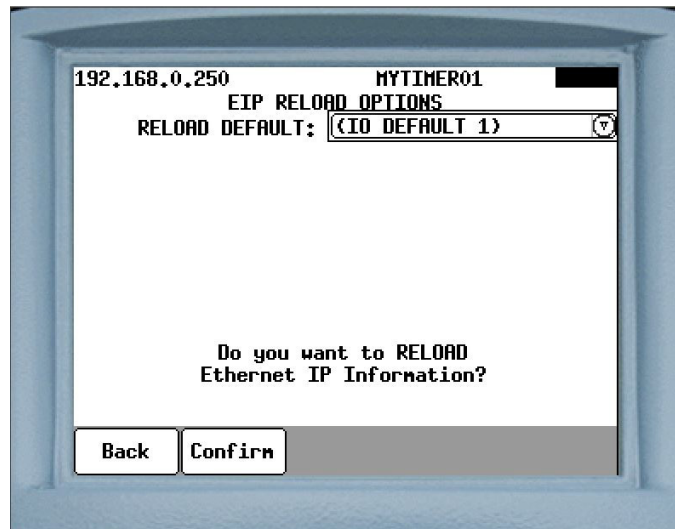 192.168.0.250 MYTIMER01
EIP RELOAD OPTIONS
RELOAD DEFAULT: (IO DEFAULT 1)
Do you want to RELOAD
Ethernet IP Information?
Back Confirm